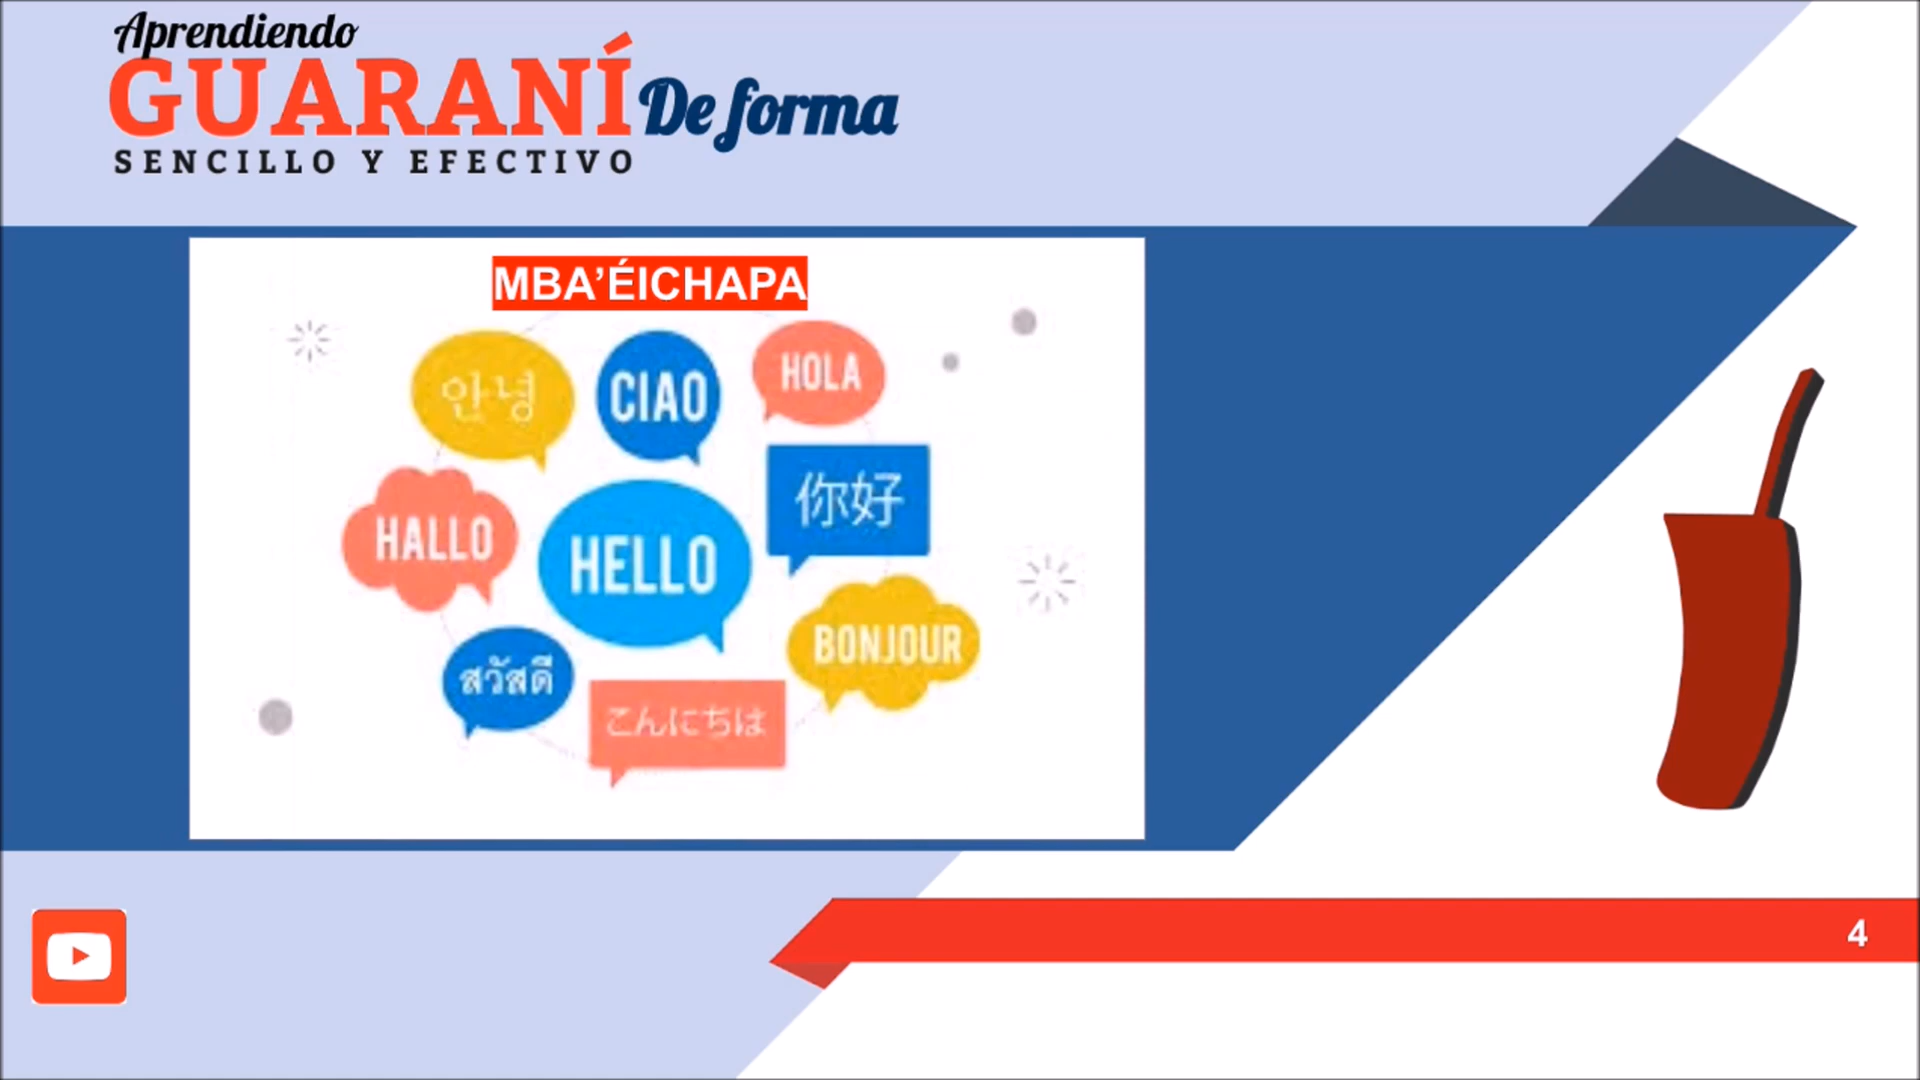 Aprendiendo
GUARANÍ De forma
SENCILLO Y EFECTIVO
MBA’ÉICHAPA
안녕
CIAO
HOLA
HALLO
HELLO
你好
สวัสดี
こんにちは
BONJOUR
4